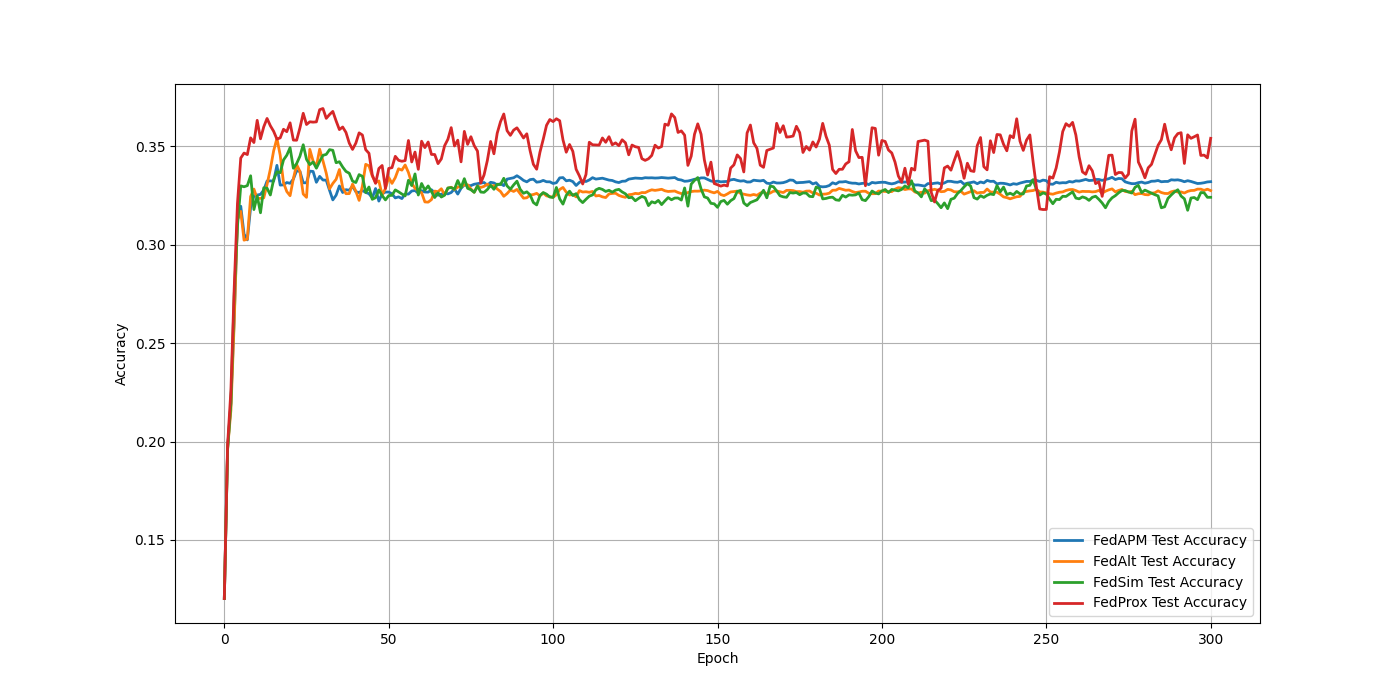 0.35
0.30
0.25
0.20
0.15
Accuracy
0 50 100 150 200 250 300
Epoch
FedAPM Test Accuracy
FedAlt Test Accuracy
FedSim Test Accuracy
FedProx Test Accuracy